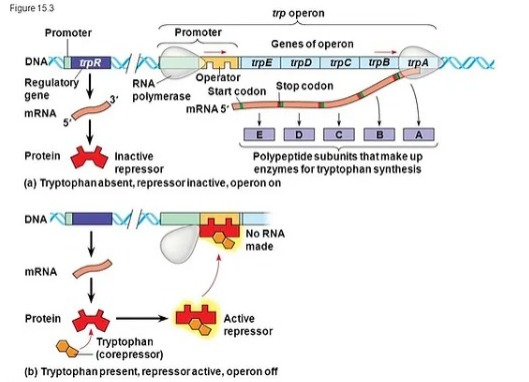 Figure 15.3
trp operon
Promoter
Promoter
Genes of operon
DNA
trpR
trpE
trpD
trpC
trpB
trpA
Regulatory
gene
RNA
polymerase
Operator
Start codon
Stop codon
mRNA
3'
5'
mRNA 5'
E
D
C
B
A
Protein
Inactive
repressor
Polypeptide subunits that make up
enzymes for tryptophan synthesis
(a) Tryptophan absent, repressor inactive, operon on
DNA
No RNA
made
mRNA
Protein
Active
repressor
Tryptophan
(corepressor)
(b) Tryptophan present, repressor active, operon off